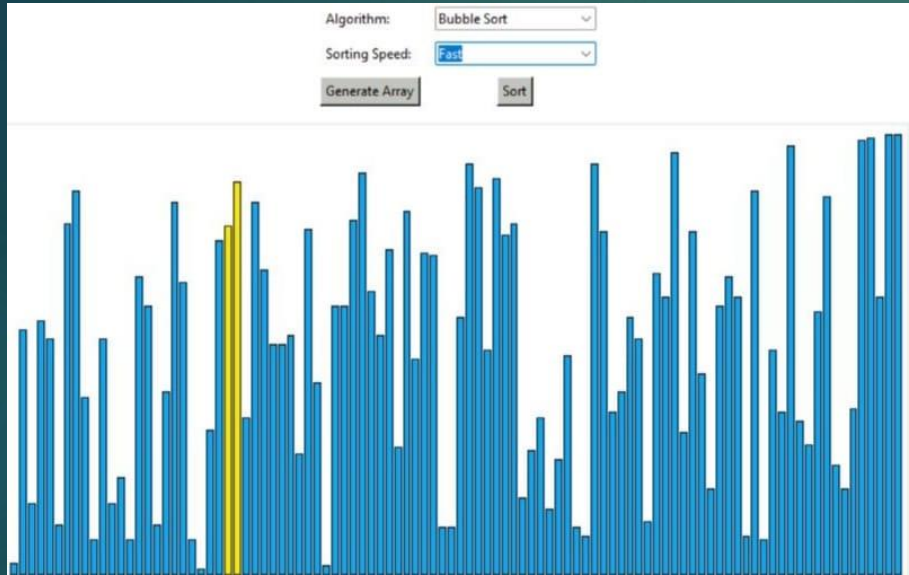 Algorithm: Bubble Sort
Sorting Speed: Fast
Generate Array Sort